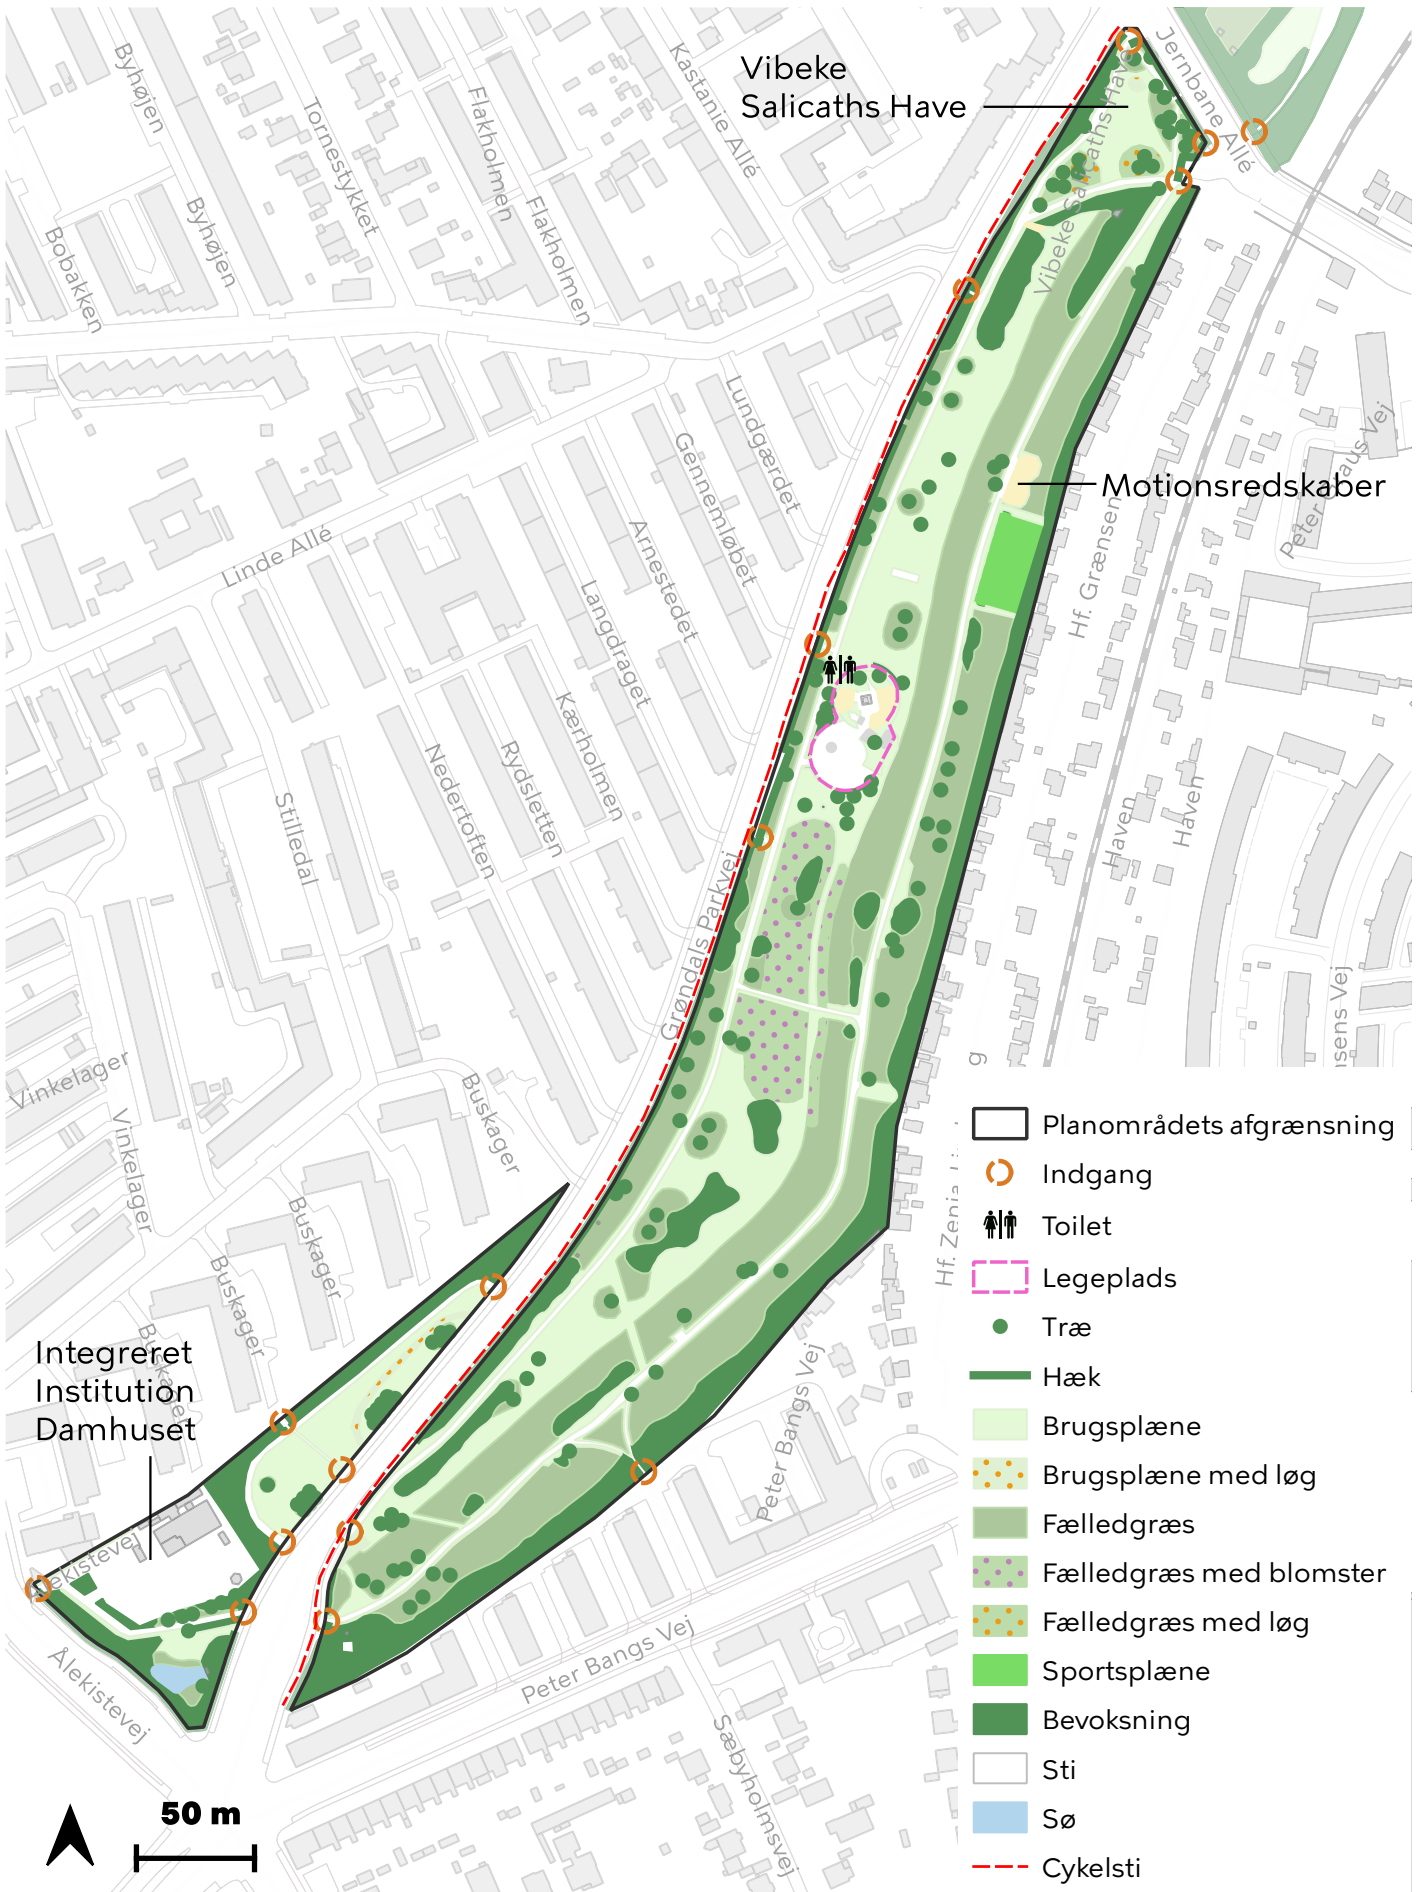 Vibeke
Salicaths Have
Jernbane Allé
Vibeke Salicaths Have
Byhøjen
Tornestykket
Flakholmen
Kastanie Allé
Byhøjen
Flakholmen
Bobakken
Lundgærdet
Gennemløbet
Motionsredskaber
Linde Allé
Arnestedet
Langdraget
Hf. Grænsen
Kærholmen
Rydsletten
Nedertoften
Stilledal
Haven
Haven
Grøndals Parkvej
Vinkelager
Vinkelager
Buskager
Buskager
Buskager
Integreret
Institution
Damhuset
Peter Bangs Vej
Ålekistevej
Peter Bangs Vej
Sæbyholmsvej
50 m
Planområdets afgrænsning
Indgang
Toilet
Legeplads
Træ
Hæk
Brugsplæne
Brugsplæne med løg
Fælledgræs
Fælledgræs med blomster
Fælledgræs med løg
Sportsplæne
Bevoksning
Sti
Sø
Cykelsti